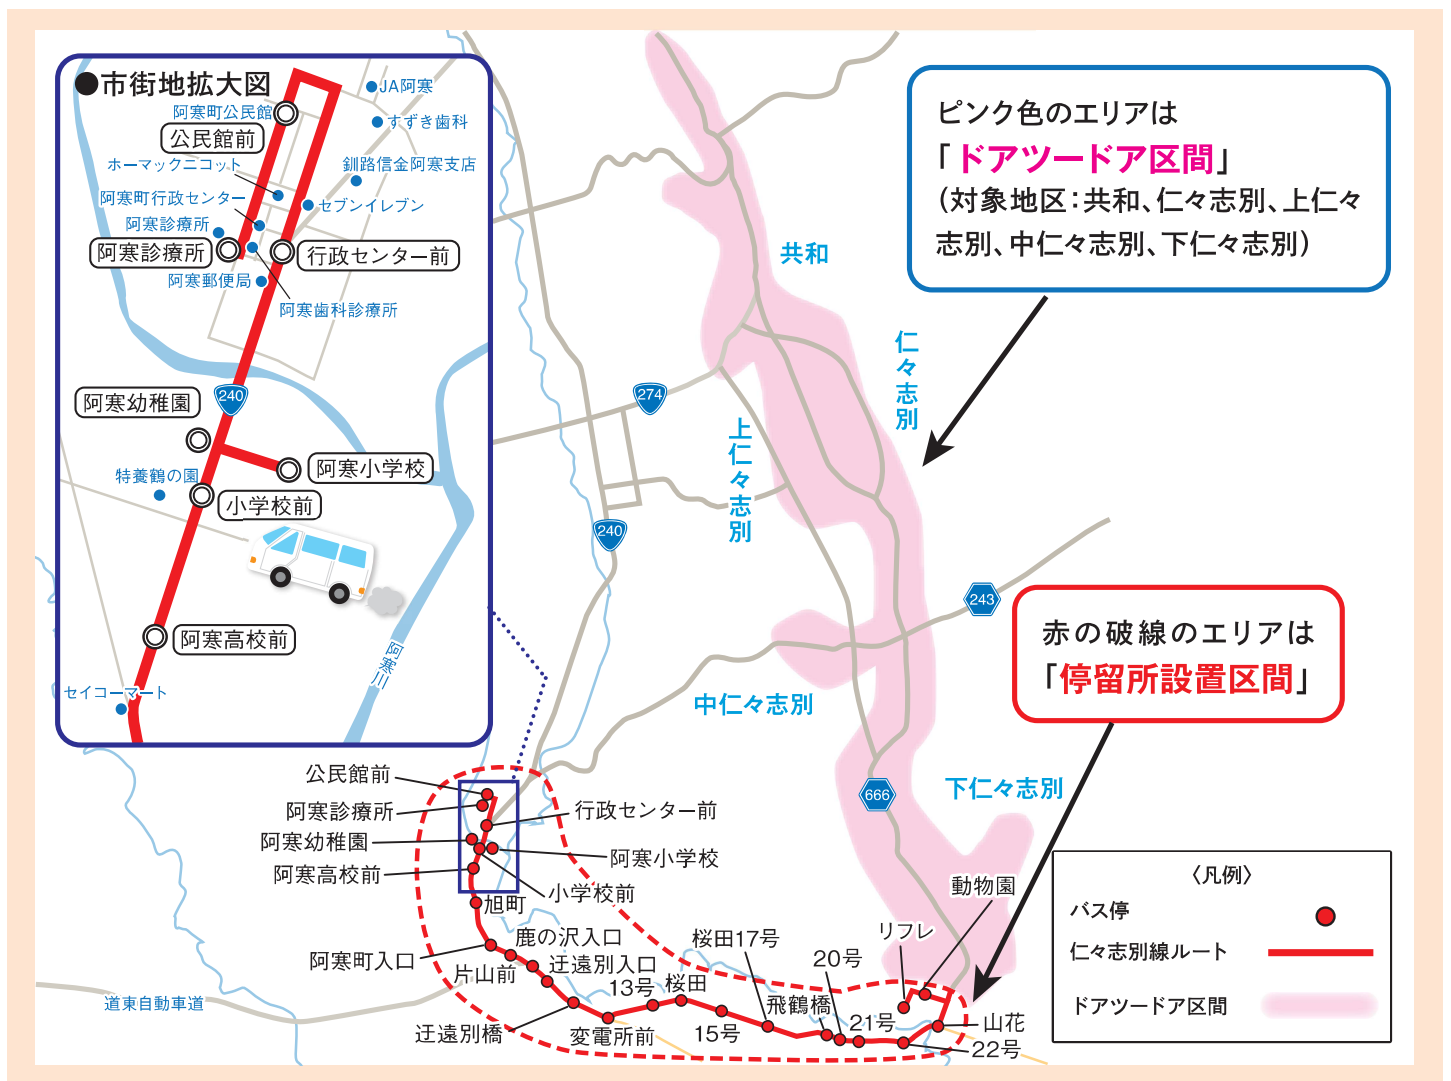 ●市街地拡大図
JA阿寒
阿寒町公民館
すずき歯科
公民館前
ホーマックニコット
釧路信金阿寒支店
阿寒町行政センター
セブンイレブン
阿寒診療所
阿寒診療所
行政センター前
阿寒郵便局
阿寒歯科診療所
240
阿寒幼稚園
阿寒小学校
特養鶴の園
小学校前
阿寒高校前
阿寒川
セイコーマート
ピンク色のエリアは
「ドアツードア区間」
(対象地区:共和、仁々志別、上仁々
志別、中仁々志別、下仁々志別)
共和
仁々志別
274
上仁々志別
240
243
赤の破線のエリアは
「停留所設置区間」
中仁々志別
666
下仁々志別
公民館前
阿寒診療所
行政センター前
阿寒幼稚園
阿寒小学校
阿寒高校前
小学校前
旭町
動物園
リフレ
鹿の沢入口
桜田17号
阿寒町入口
片山前
迂遠別入口
20号
13号
桜田
道東自動車道
飛鶴橋
迂遠別橋
変電所前
15号
21号
山花
22号
〈凡例〉
バス停
仁々志別線ルート
ドアツードア区間